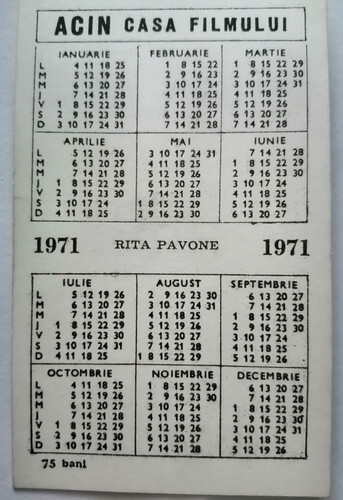 ACIN CASA FILMULUI
IANUARIE FEBRUARIE MARTIE
L 4 11 18 25 1 8 15 22 1 8 15 22 29
M 5 12 19 26 2 9 16 23 2 9 16 23 30
M 6 13 20 27 3 10 17 24 3 10 17 24 31
J 7 14 21 28 4 11 18 25 4 11 18 25
V 1 8 15 22 29 5 12 19 26 5 12 19 26
S 2 9 16 23 30 6 13 20 27 6 13 20 27
D 3 10 17 24 31 7 14 21 28 7 14 21 28
APRILIE MAI IUNIE
L 5 12 19 26 3 10 17 24 31 7 14 21 28
M 6 13 20 27 4 11 18 25 1 8 15 22 29
M 7 14 21 28 5 12 19 26 2 9 16 23 30
J 1 8 15 22 29 6 13 20 27 3 10 17 24
V 2 9 16 23 30 7 14 21 28 4 11 18 25
S 3 10 17 24 1 8 15 22 29 5 12 19 26
D 4 11 18 25 2 9 16 23 30 6 13 20 27
1971 RITA PAVONE 1971
IULIE AUGUST SEPTEMBRIE
L 5 12 19 26 2 9 16 23 30 6 13 20 27
M 6 13 20 27 3 10 17 24 31 7 14 21 28
M 7 14 21 28 4 11 18 25 1 8 15 22 29
J 1 8 15 22 29 5 12 19 26 2 9 16 23 30
V 2 9 16 23 30 6 13 20 27 3 10 17 24
S 3 10 17 24 31 7 14 21 28 4 11 18 25
D 4 11 18 25 1 8 15 22 29 5 12 19 26
OCTOMBRIE NOIEMBRIE DECEMBRIE
L 4 11 18 25 1 8 15 22 29 6 13 20 27
M 5 12 19 26 2 9 16 23 30 7 14 21 28
M 6 13 20 27 3 10 17 24 1 8 15 22 29
J 7 14 21 28 4 11 18 25 2 9 16 23 30
V 1 8 15 22 29 5 12 19 26 3 10 17 24 31
S 2 9 16 23 30 6 13 20 27 4 11 18 25
D 3 10 17 24 31 7 14 21 28 5 12 19 26
75 bani